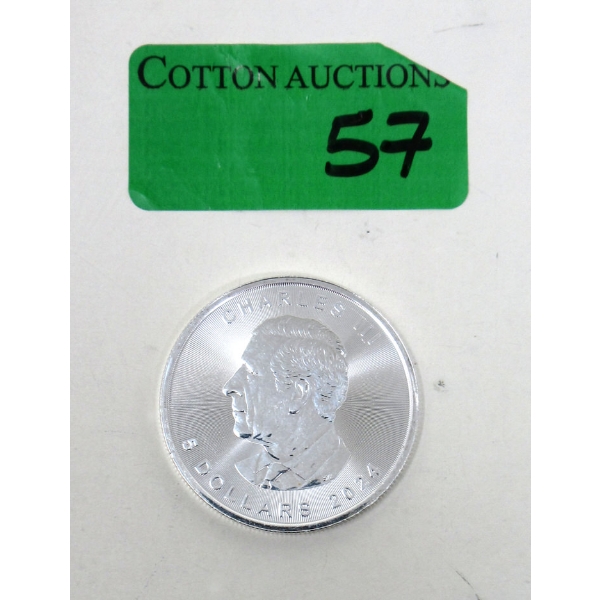 COTTON AUCTIONS
57
CHARLES III
5 DOLLARS 2024